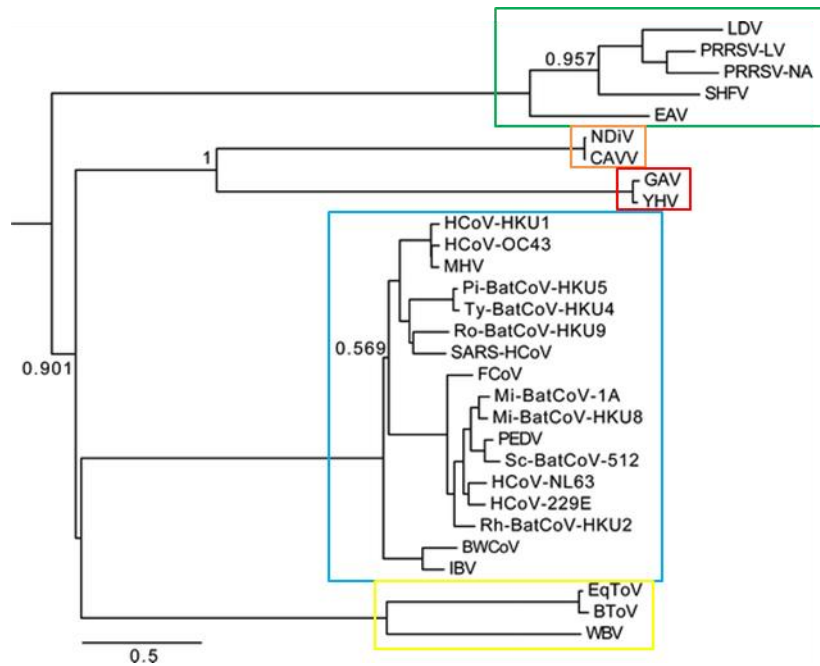 LDV
PRRSV-LV
0.957
PRRSV-NA
SHFV
EAV
NDiV
1
CAVV
GAV
YHV
HCoV-HKU1
HCoV-OC43
MHV
Pi-BatCoV-HKU5
Ty-BatCoV-HKU4
Ro-BatCoV-HKU9
0.569
SARS-HCoV
0.901
FCoV
Mi-BatCoV-1A
Mi-BatCoV-HKU8
PEDV
Sc-BatCoV-512
HCoV-NL63
HCoV-229E
Rh-BatCoV-HKU2
BWCoV
IBV
EqToV
BToV
WBV
0.5